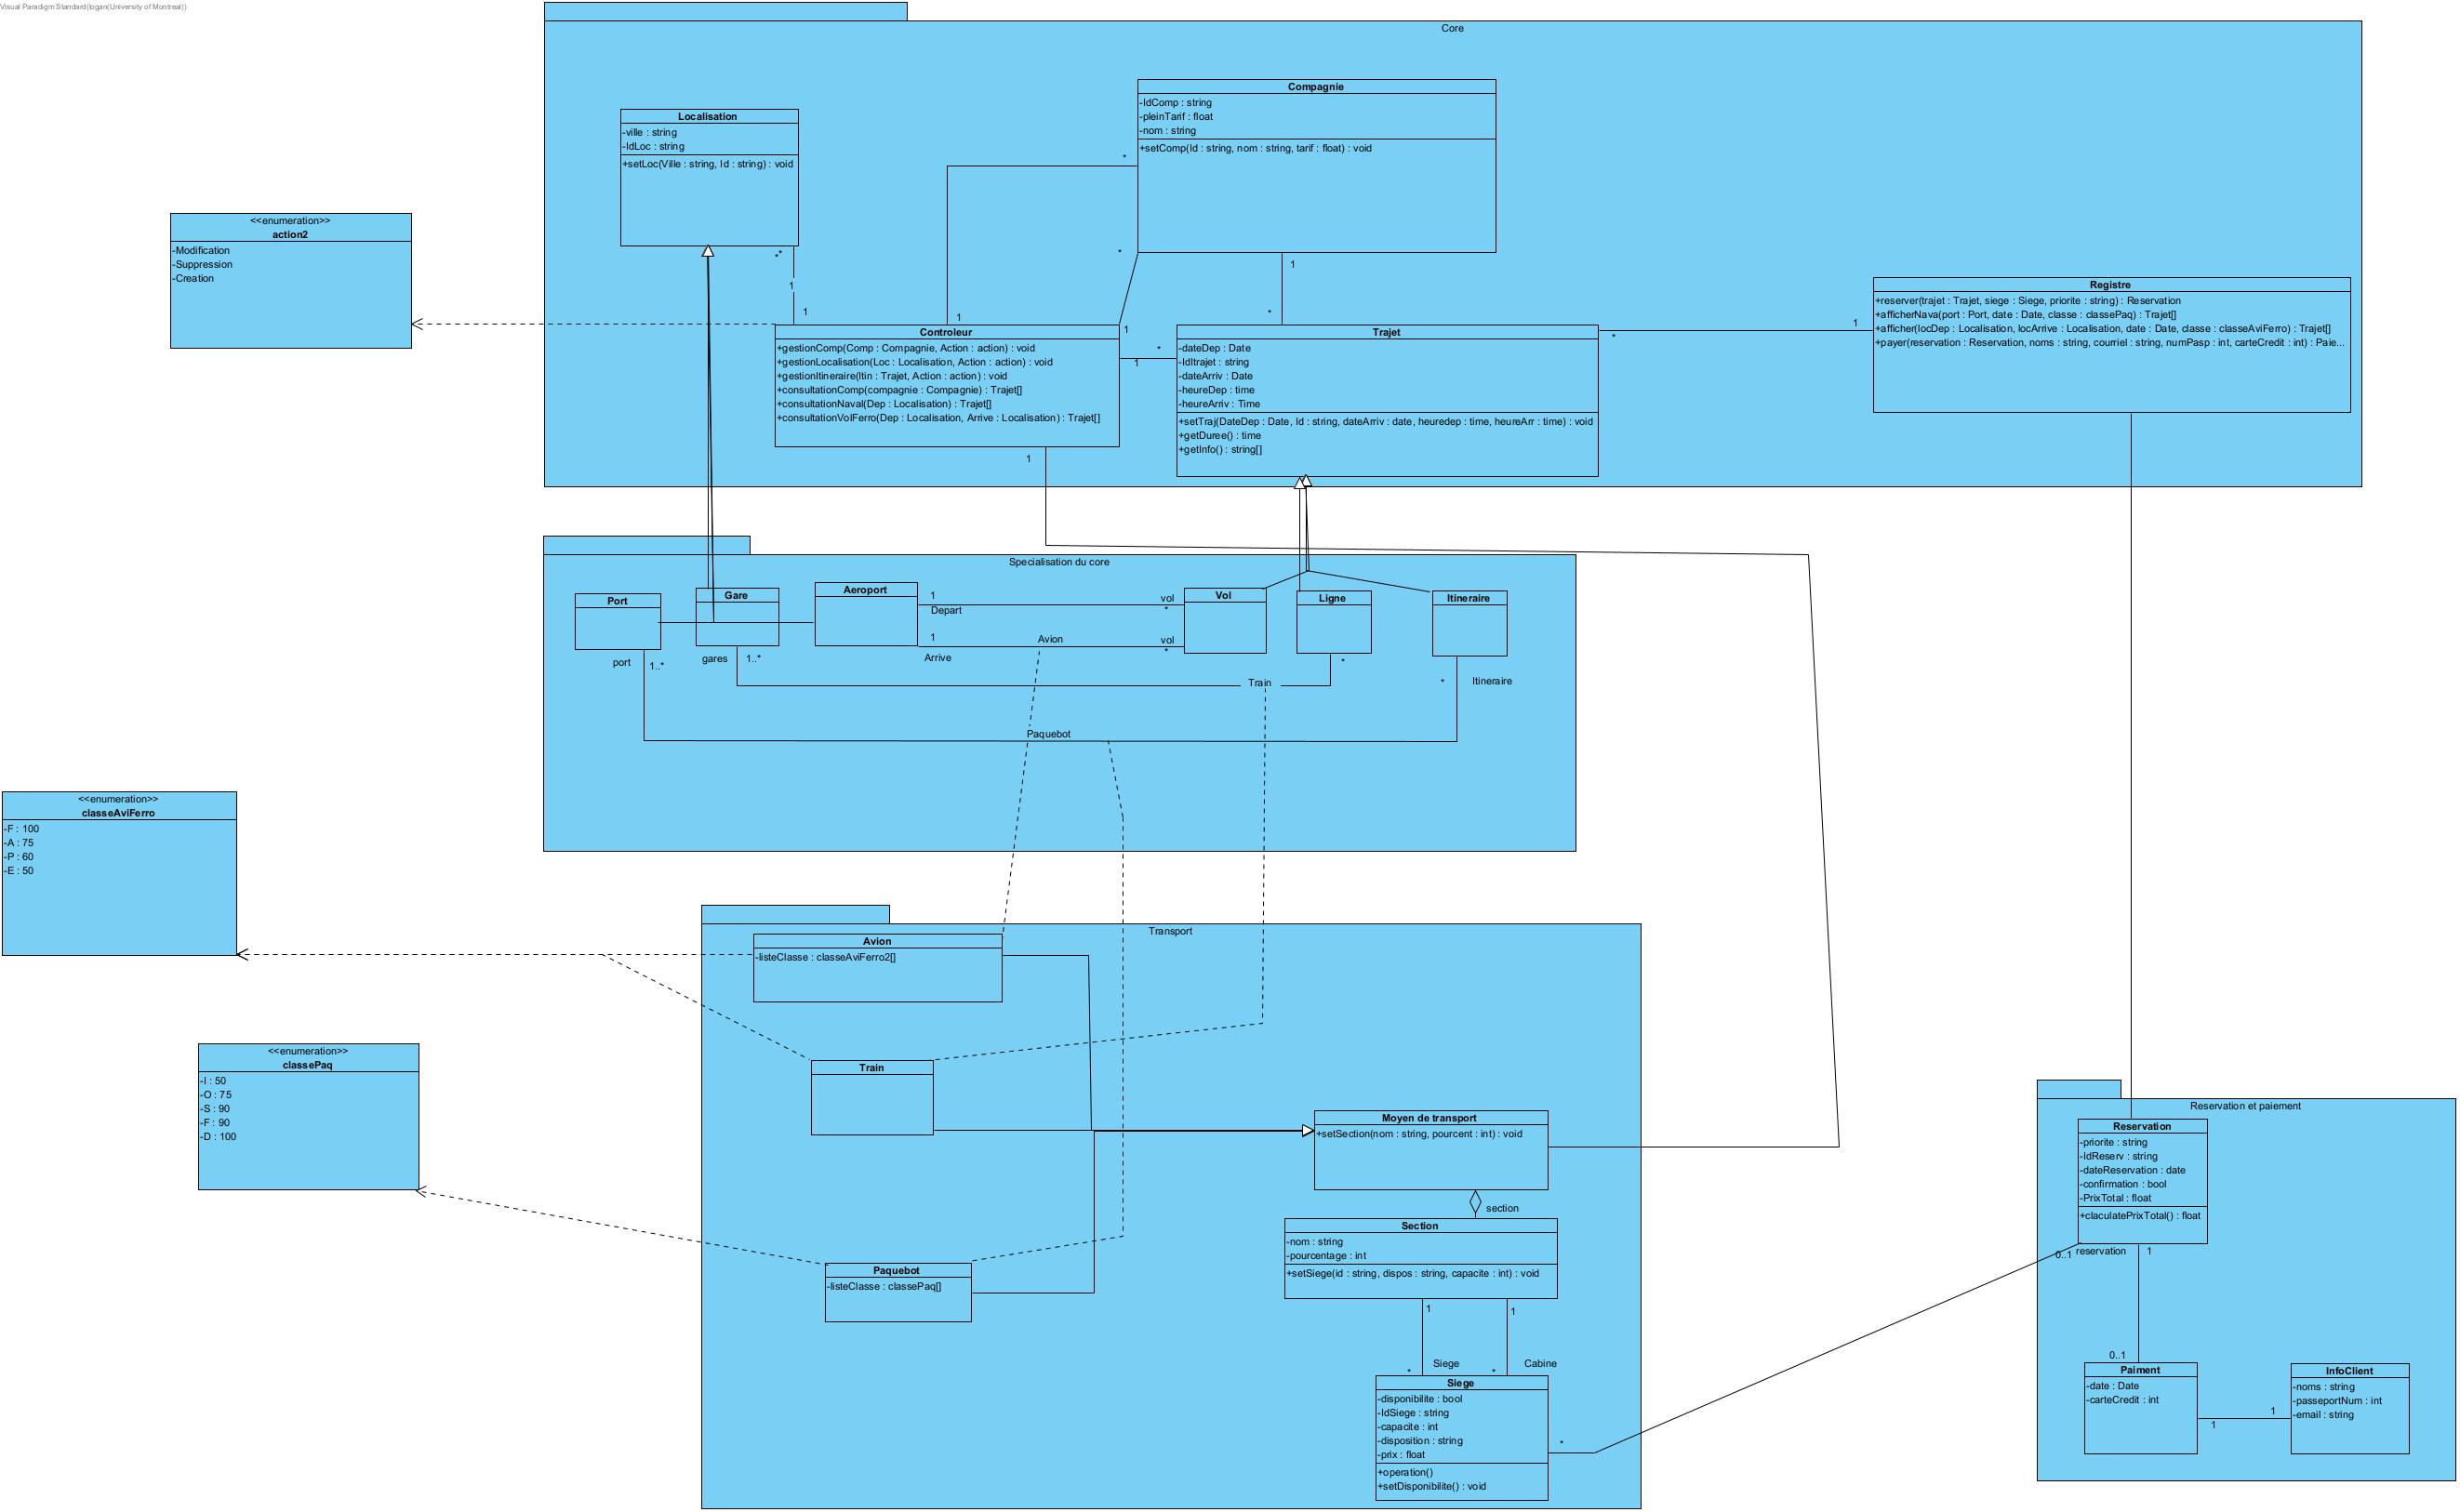 Visual Paradigm Standard(logan(University of Montreal))
Core
Compagnie
-IdComp : string
-pleinTarif : float
-nom : string
+setComp(Id : string, nom : string, tarif : float) : void
Localisation
-ville : string
-IdLoc : string
+setLoc(Ville : string, Id : string) : void
<<enumeration>>
action2
-Modification
-Suppression
-Creation
*
*
*
1
1
1
1
1
*
Registre
+reserver(trajet : Trajet, siege : Siege, priorite : string) : Reservation
+afficherNava(port : Port, date : Date, classe : classePaq) : Trajet[]
+afficher(locDep : Localisation, locArrive : Localisation, date : Date, classe : classeAviFerro) : Trajet[]
+payer(reservation : Reservation, noms : string, courriel : string, numPasp : int, carteCredit : int) : Paie...
1
*
Controleur
+gestionComp(Comp : Compagnie, Action : action) : void
+gestionLocalisation(Loc : Localisation, Action : action) : void
+gestionItineraire(Itin : Trajet, Action : action) : void
+consultationComp(compagnie : Compagnie) : Trajet[]
+consultationNaval(Dep : Localisation) : Trajet[]
+consultationVolFerro(Dep : Localisation, Arrive : Localisation) : Trajet[]
1
*
1
Trajet
-dateDep : Date
-IdItrajet : string
-dateArriv : Date
-heureDep : time
-heureArriv : Time
+setTraj(DateDep : Date, Id : string, dateArriv : date, heuredep : time, heureArr : time) : void
+getDuree() : time
+getInfo() : string[]
Specialisation du core
Port
Gare
Aeroport
Vol
Ligne
Itineraire
1
Depart
vol
*
1
Arrive
Avion
vol
*
port
1..*
gares
1..*
*
Train
*
Itineraire
Paquebot
<<enumeration>>
classeAviFerro
-F : 100
-A : 75
-P : 60
-E : 50
Transport
Avion
-listeClasse : classeAviFerro2[]
<<enumeration>>
classePaq
-I : 50
-O : 75
-S : 90
-F : 90
-D : 100
Train
Moyen de transport
+setSection(nom : string, pourcent : int) : void
section
Section
-nom : string
-pourcentage : int
+setSiege(id : string, dispos : string, capacite : int) : void
Paquebot
-listeClasse : classePaq[]
1
1
*
Siege
*
Cabine
Siege
-disponibilite : bool
-IdSiege : string
-capacite : int
-disposition : string
-prix : float
+operation()
+setDisponibilite() : void
*
Reservation et paiement
Reservation
-priorite : string
-IdReserv : string
-dateReservation : date
-confirmation : bool
-PrixTotal : float
+claculatePrixTotal() : float
0..1
reservation
1
0..1
Paiment
-date : Date
-carteCredit : int
1
1
InfoClient
-noms : string
-passeportNum : int
-email : string